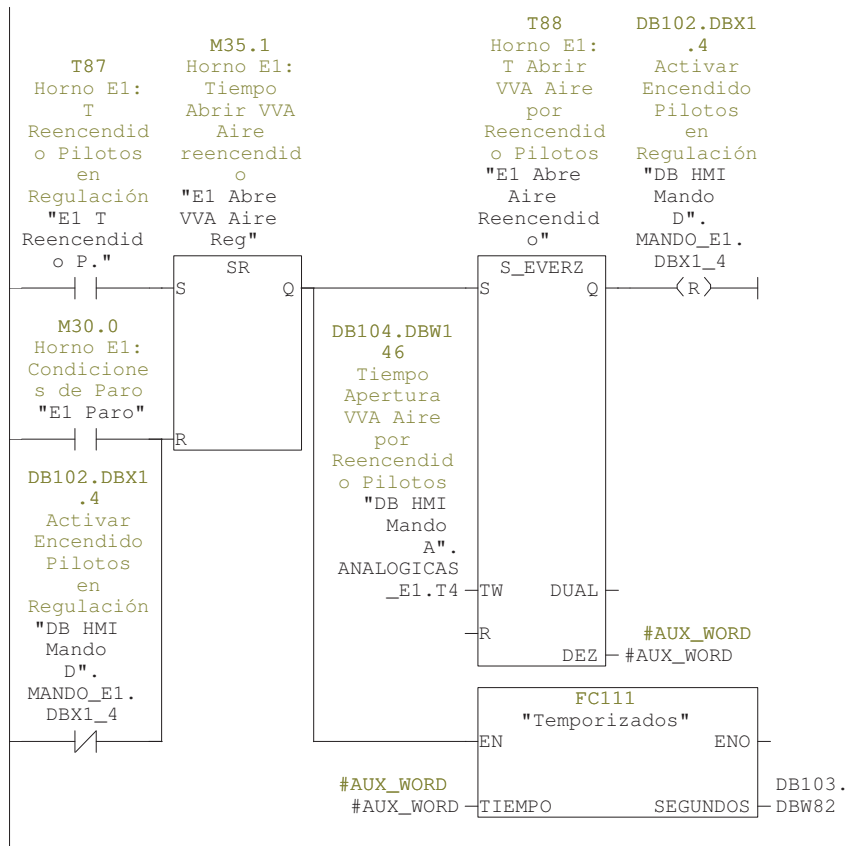 T87
Horno E1:
T
Reencendid
o Pilotos
en
Regulación
"E1 T
Reencendid
o P."
M35.1
Horno E1:
Tiempo
Abrir VVA
Aire
reencendid
o
"E1 Abre
VVA Aire
Reg"
SR
S
Q
R
M30.0
Horno E1:
Condicione
s de Paro
"E1 Paro"
DB102.DBX1
.4
Activar
Encendido
Pilotos
en
Regulación
"DB HMI
Mando
D".
MANDO_E1.
DBX1_4
T88
Horno E1:
T Abrir
VVA Aire
por
Reencendid
o Pilotos
"E1 Abre
Aire
Reencendid
o"
S_EVERZ
S
Q
DB104.DBW1
46
Tiempo
Apertura
VVA Aire
por
Reencendid
o Pilotos
"DB HMI
Mando
A".
ANALOGICAS
_E1.T4
TW
DUAL
R
DEZ
#AUX_WORD
#AUX_WORD
DB102.DBX1
.4
Activar
Encendido
Pilotos
en
Regulación
"DB HMI
Mando
D".
MANDO_E1.
DBX1_4
R
FC111
"Temporizados"
EN
ENO
#AUX_WORD
#AUX_WORD
TIEMPO
SEGUNDOS
DB103.
DBW82